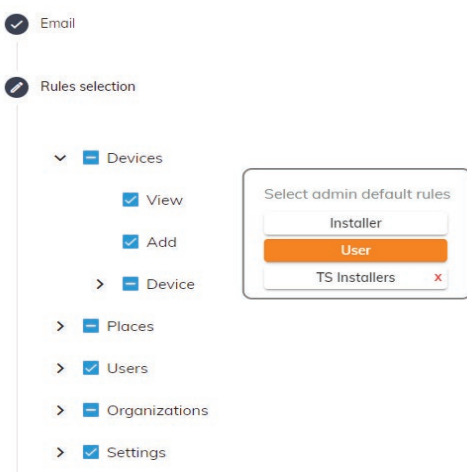 Email
Rules selection
Devices
View
Add
Device
Places
Users
Organizations
Settings
Select admin default rules
Installer
User
TS Installers x